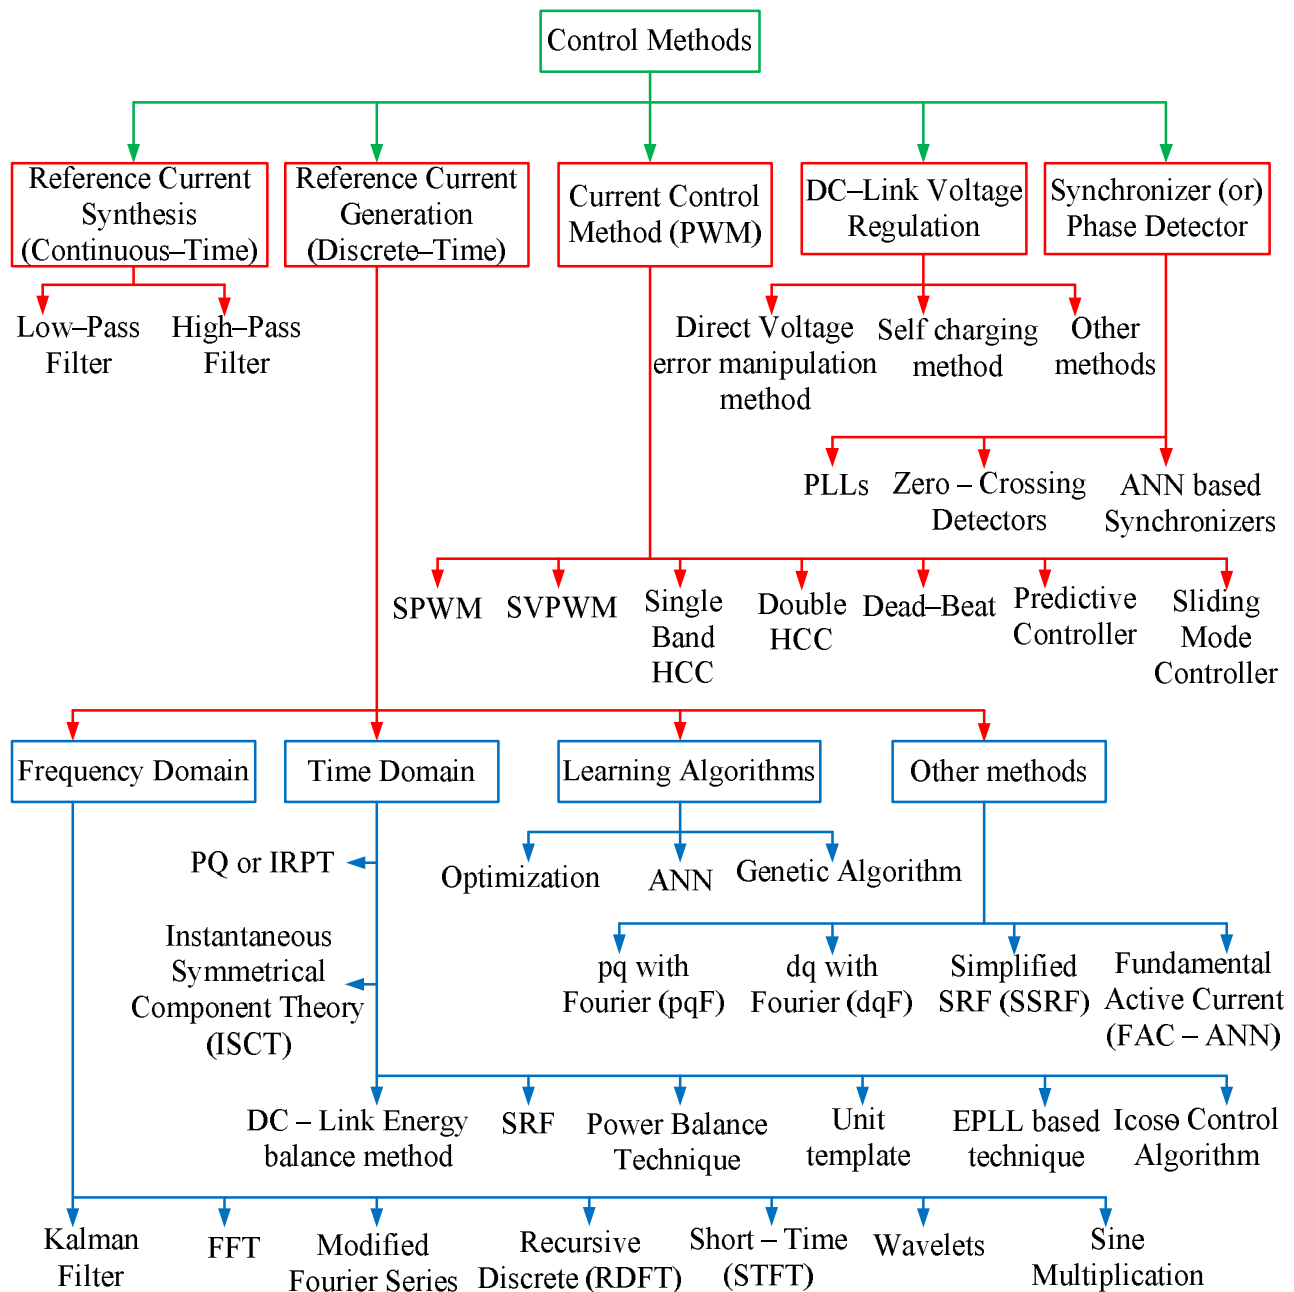 Control Methods
Reference Current
Synthesis
(Continuous–Time)
Reference Current
Generation
(Discrete–Time)
Current Control
Method (PWM)
DC–Link Voltage
Regulation
Synchronizer (or)
Phase Detector
Low–Pass
Filter
High–Pass
Filter
Direct Voltage
error manipulation
method
Self charging
method
Other
methods
PLLs
Zero – Crossing
Detectors
ANN based
Synchronizers
SPWM
SVPWM
Single
Band
HCC
Double
HCC
Dead–Beat
Predictive
Controller
Sliding
Mode
Controller
Frequency Domain
Time Domain
Learning Algorithms
Other methods
PQ or IRPT
Optimization
ANN
Genetic Algorithm
Instantaneous
Symmetrical
Component Theory
(ISCT)
pq with
Fourier (pqF)
dq with
Fourier (dqF)
Simplified
SRF (SSRF)
Fundamental
Active Current
(FAC – ANN)
DC – Link Energy
balance method
SRF
Power Balance
Technique
Unit
template
EPLL based
technique
Icosɵ Control
Algorithm
Kalman
Filter
FFT
Modified
Fourier Series
Recursive
Discrete (RDFT)
Short – Time
(STFT)
Wavelets
Sine
Multiplication